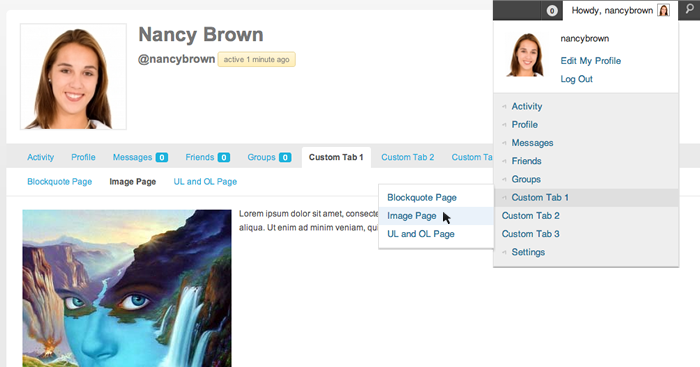 0 Howdy, nancybrown
Nancy Brown
@nancybrown active 1 minute ago
nancybrown
Edit My Profile
Log Out
Activity
Profile
Messages
Friends
Groups
Custom Tab 1
Custom Tab 2
Custom Tab 3
Settings
Activity Profile Messages 0 Friends 0 Groups 0 Custom Tab 1 Custom Tab 2 Custom Ta
Blockquote Page Image Page UL and OL Page
Blockquote Page
Image Page
UL and OL Page
Lorem ipsum dolor sit amet, consecte
aliqua. Ut enim ad minim veniam, qui